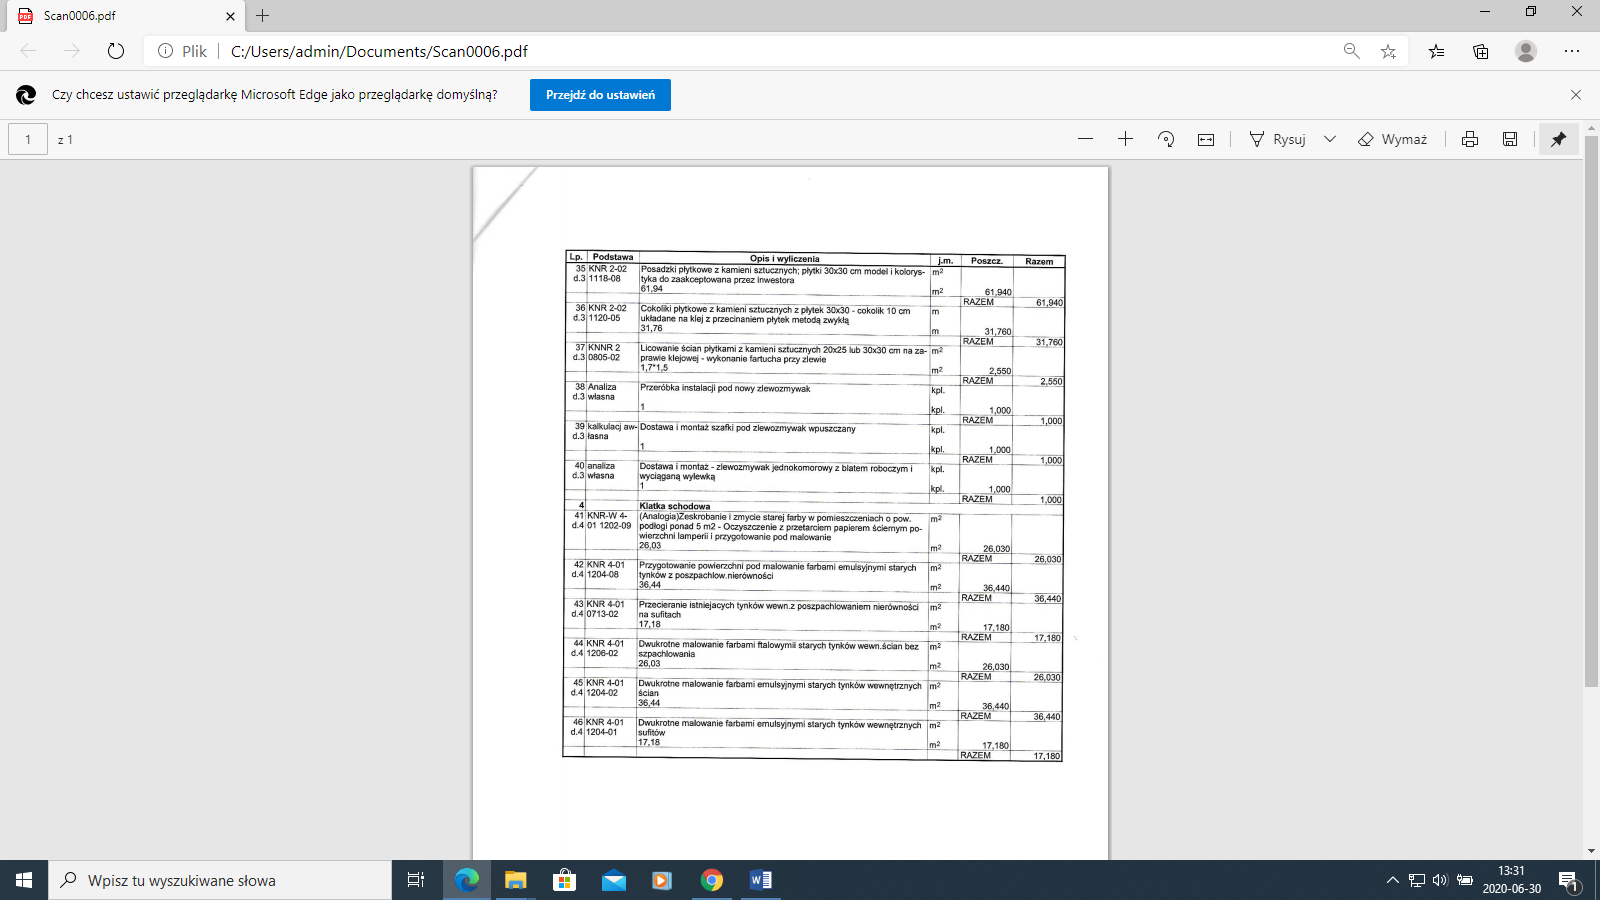 Scan0006.pdf
Plik C:/Users/admin/Documents/Scan0006.pdf
Czy chcesz ustawić przeglądarkę Microsoft Edge jako przeglądarkę domyślną? Przejdź do ustawień
1 z 1 Rysuj Wymaż
Lp. Podstawa Opis i wyliczenia j.m. Poszcz. Razem
35 KNR 2-02 Posadzki płytkowe z kamieni sztucznych; płytki 30x30 cm model i kolorys- m²
d.3 1118-08 tyka do zaakceptowana przez inwestora
61,94 m² 61,940
RAZEM 61,940
36 KNR 2-02 Cokoliki płytkowe z kamieni sztucznych z płytek 30x30 - cokolik 10 cm m
d.3 1120-05 układane na klej z przecinaniem płytek metodą zwykłą
31,76 m 31,760
RAZEM 31,760
37 KNNR 2 Licowanie ścian płytkami z kamieni sztucznych 20x25 lub 30x30 cm na za- m²
d.3 0805-02 prawie klejowej - wykonanie fartucha przy zlewie
1,7*1,5 m² 2,550
RAZEM 2,550
38 Analiza Przeróbka instalacji pod nowy zlewozmywak kpl.
d.3 własna
1 kpl. 1,000
RAZEM 1,000
39 kalkulacj aw- Dostawa i montaż szafki pod zlewozmywak wpuszczany kpl.
d.3 łasna
1 kpl. 1,000
RAZEM 1,000
40 analiza Dostawa i montaż - zlewozmywak jednokomorowy z blatem roboczym i kpl.
d.3 własna wyciąganą wylewką
1 kpl. 1,000
RAZEM 1,000
4 Klatka schodowa
41 KNR-W 4- (Analogia)Zeskrobanie i zmycie starej farby w pomieszczeniach o pow. m²
d.4 01 1202-09 podłogi ponad 5 m2 - Oczyszczenie z przetarciem papierem ściernym po-
wierzchni lamperii i przygotowanie pod malowanie
26,03 m² 26,030
RAZEM 26,030
42 KNR 4-01 Przygotowanie powierzchni pod malowanie farbami emulsyjnymi starych m²
d.4 1204-08 tynków z poszpachlow.nierówności
36,44 m² 36,440
RAZEM 36,440
43 KNR 4-01 Przecieranie istniejacych tynków wewn.z poszpachlowaniem nierówności m²
d.4 0713-02 na sufitach
17,18 m² 17,180
RAZEM 17,180
44 KNR 4-01 Dwukrotne malowanie farbami ftalowymii starych tynków wewn.ścian bez m²
d.4 1206-02 szpachlowania
26,03 m² 26,030
RAZEM 26,030
45 KNR 4-01 Dwukrotne malowanie farbami emulsyjnymi starych tynków wewnętrznych m²
d.4 1204-02 ścian
36,44 m² 36,440
RAZEM 36,440
46 KNR 4-01 Dwukrotne malowanie farbami emulsyjnymi starych tynków wewnętrznych m²
d.4 1204-01 sufitów
17,18 m² 17,180
RAZEM 17,180
Wpisz tu wyszukiwane słowa
13:31
2020-06-30
1